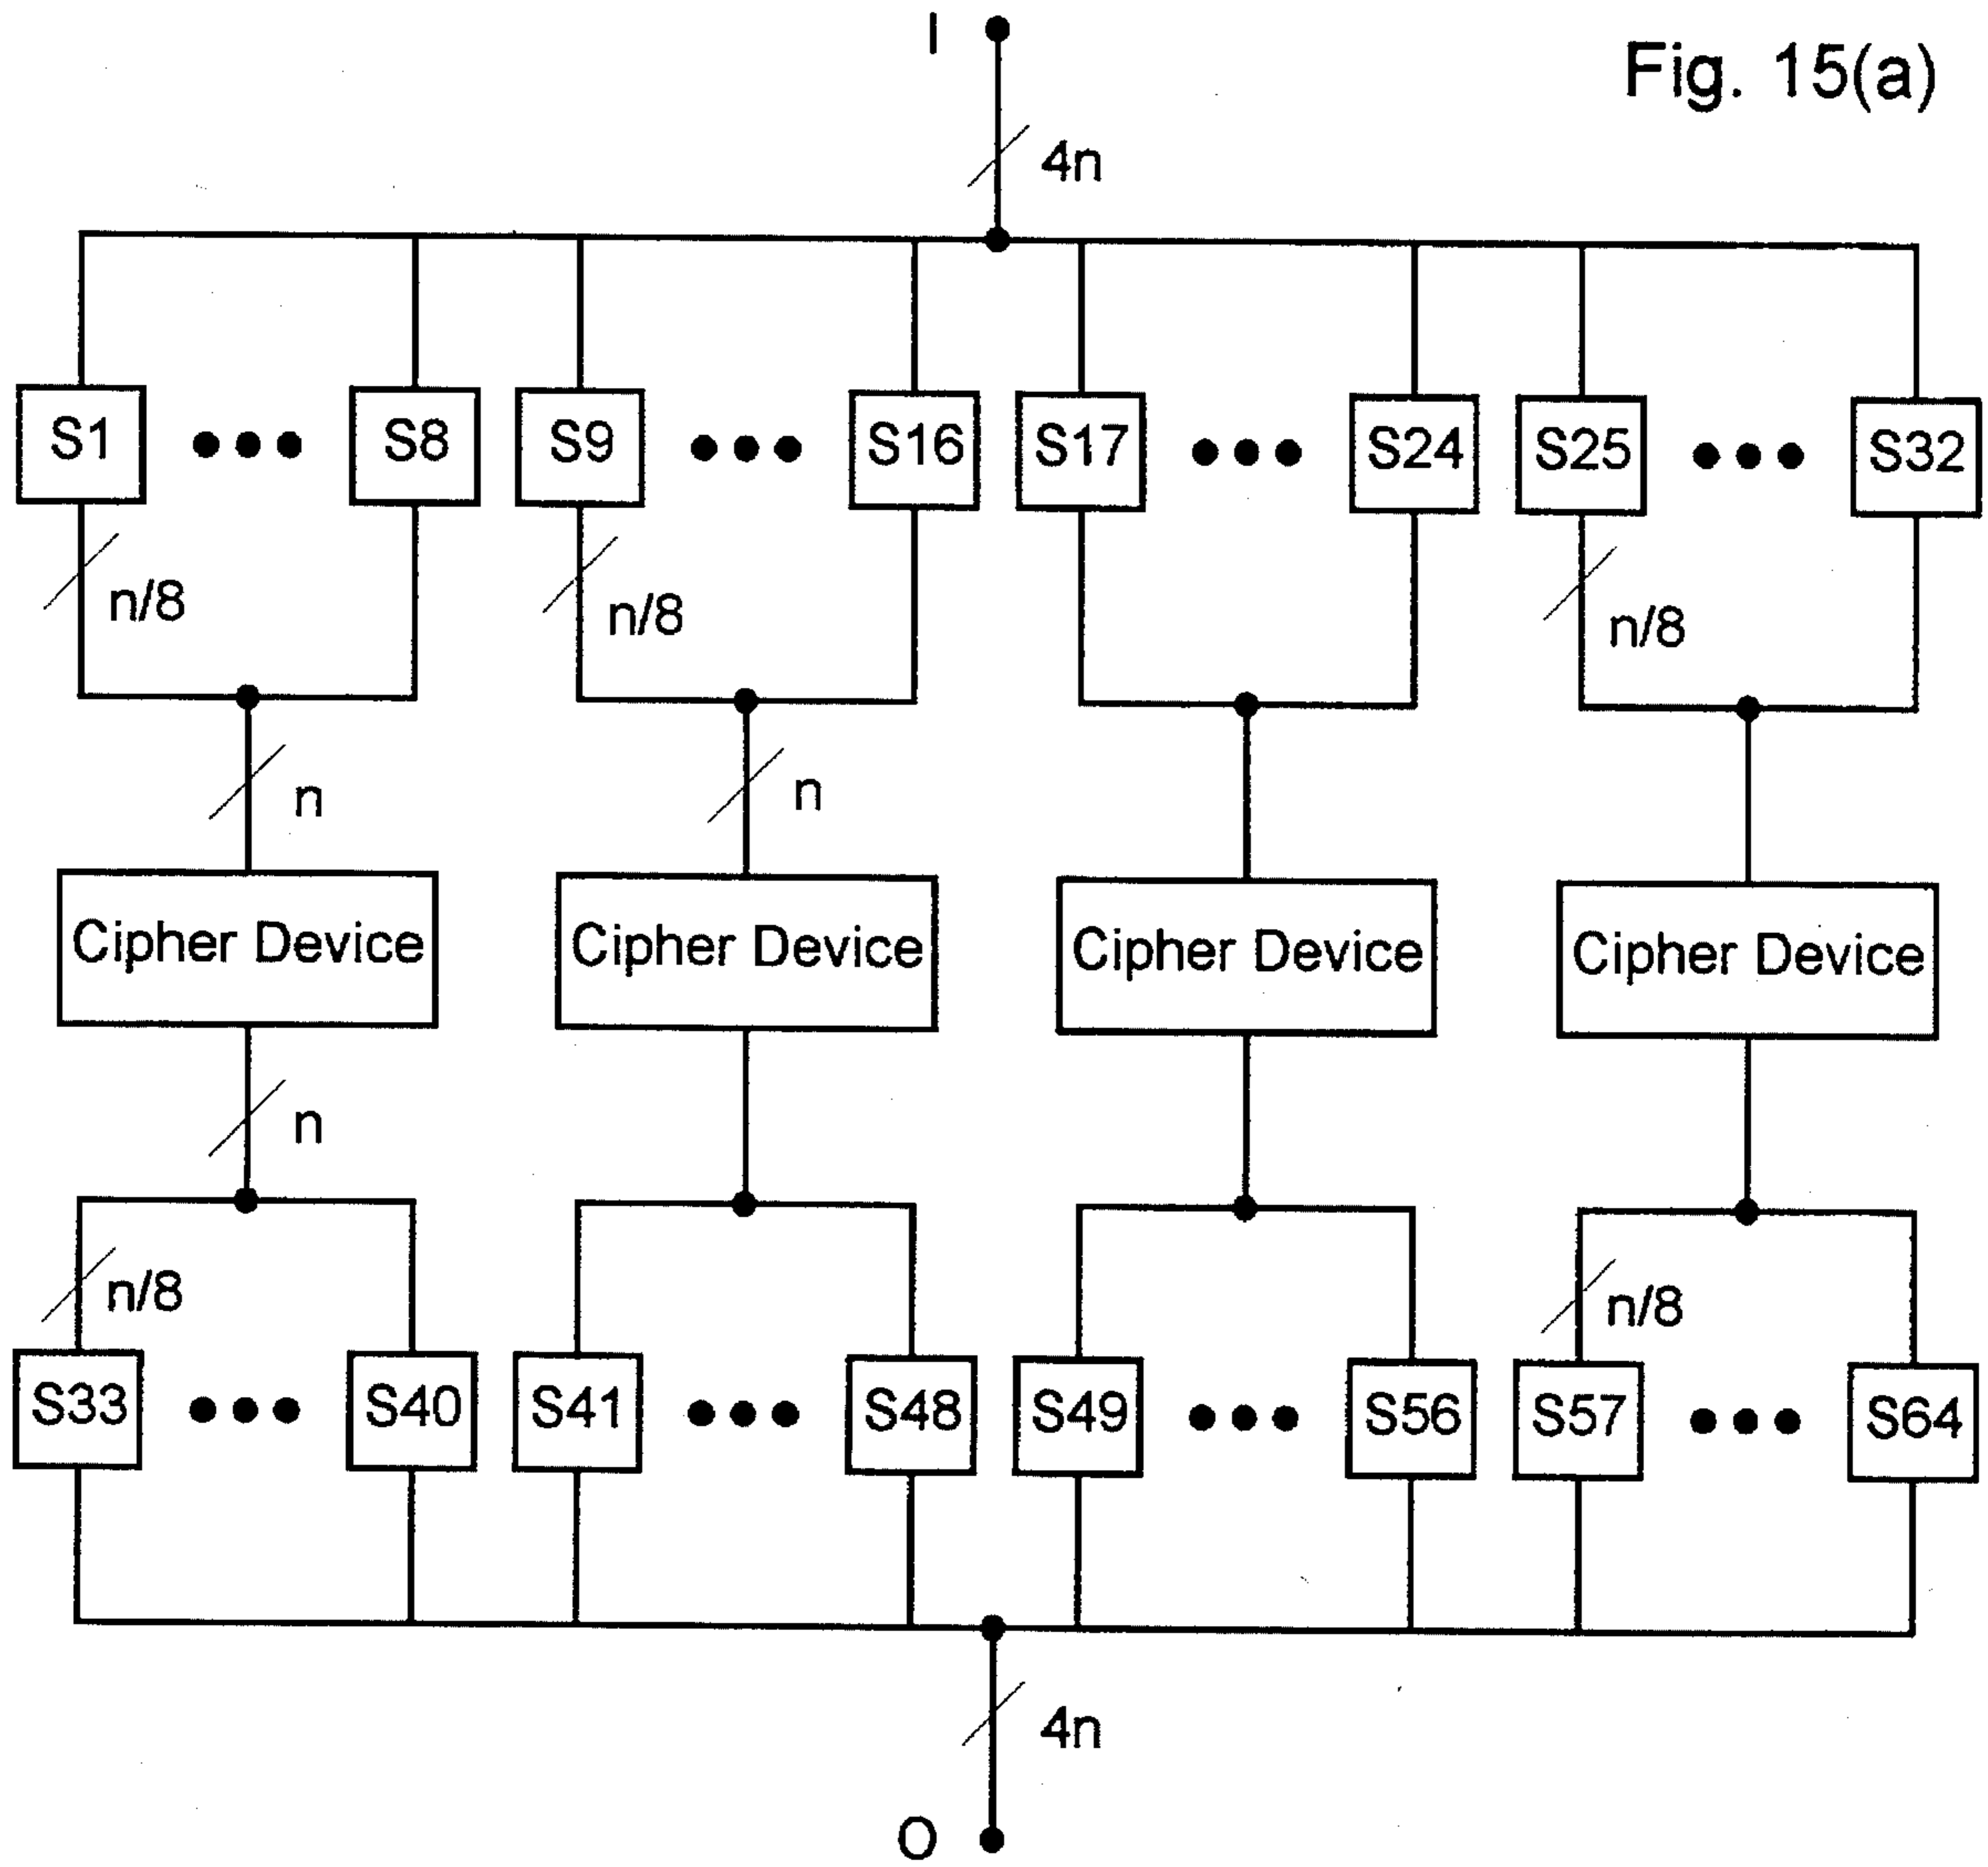 I
Fig. 15(a)
4n
S1 ••• S8 S9 ••• S16 S17 ••• S24 S25 ••• S32
n/8 n/8 n/8
n n
Cipher Device Cipher Device Cipher Device Cipher Device
n
n/8 n/8
S33 ••• S40 S41 ••• S48 S49 ••• S56 S57 ••• S64
4n
O